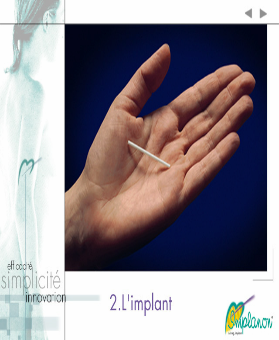 efficacité
simplicité
innovation
2.L'implant
Implanon